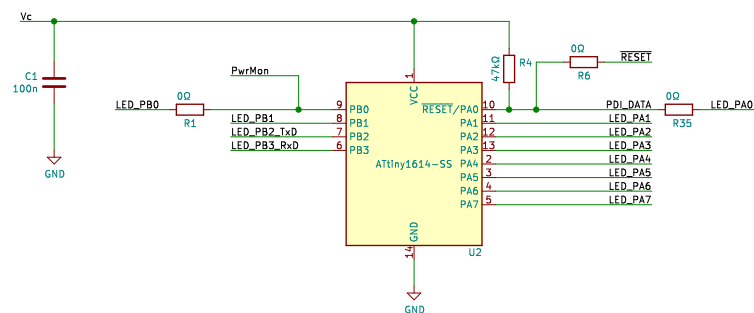 Vc
0Ω
RESET
R6
C1
100n
47kΩ
R4
PwrMon
1
VCC
LED_PB0
0Ω
R1
9
PB0
RESET/PA0
10
PDI_DATA
0Ω
R35
LED_PA0
LED_PB1
8
PB1
PA1
11
LED_PA1
LED_PB2_TxD
7
PB2
PA2
12
LED_PA2
LED_PB3_RxD
6
PB3
PA3
13
LED_PA3
ATtiny1614-SS
PA4
2
LED_PA4
PA5
3
LED_PA5
PA6
4
LED_PA6
PA7
5
LED_PA7
GND
GND
14
U2
GND